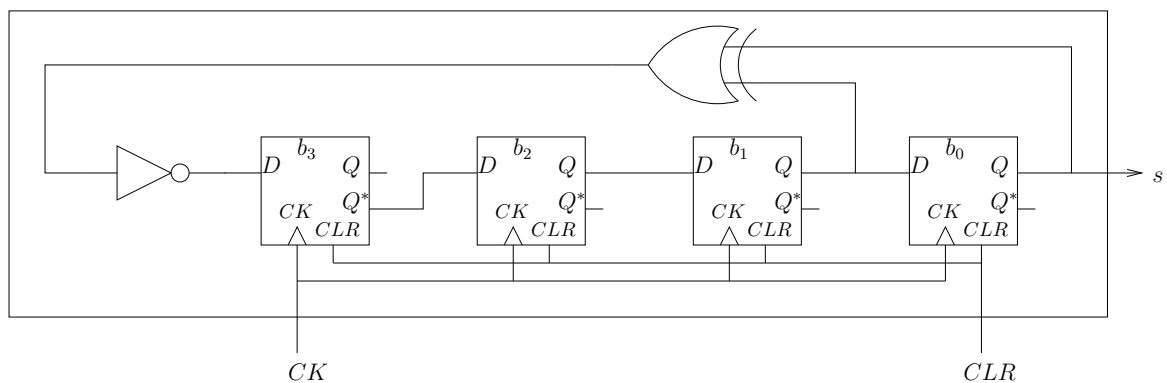 b₃ b₂ b₁ b₀
D Q D Q D Q D Q s
Q* Q* Q* Q*
CK CK CK CK
CLR CLR CLR CLR
CK CLR